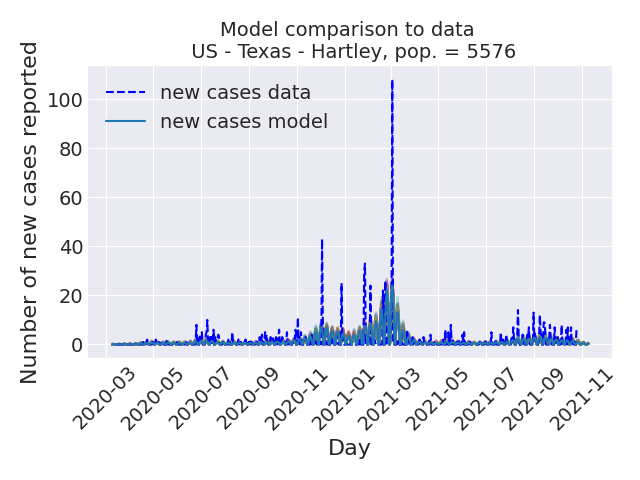 Model comparison to data
US - Texas - Hartley, pop. = 5576
Number of new cases reported
100
80
60
40
20
0
new cases data
new cases model
2020-03
2020-05
2020-07
2020-09
2020-11
2021-01
2021-03
2021-05
2021-07
2021-09
2021-11
Day